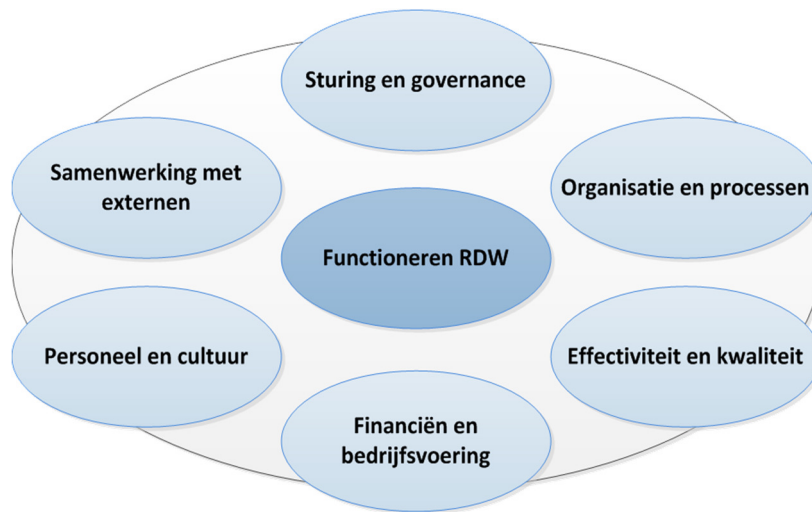 Sturing en governance
Samenwerking met
externen
Organisatie en processen
Functioneren RDW
Personeel en cultuur
Effectiviteit en kwaliteit
Financiën en
bedrijfsvoering